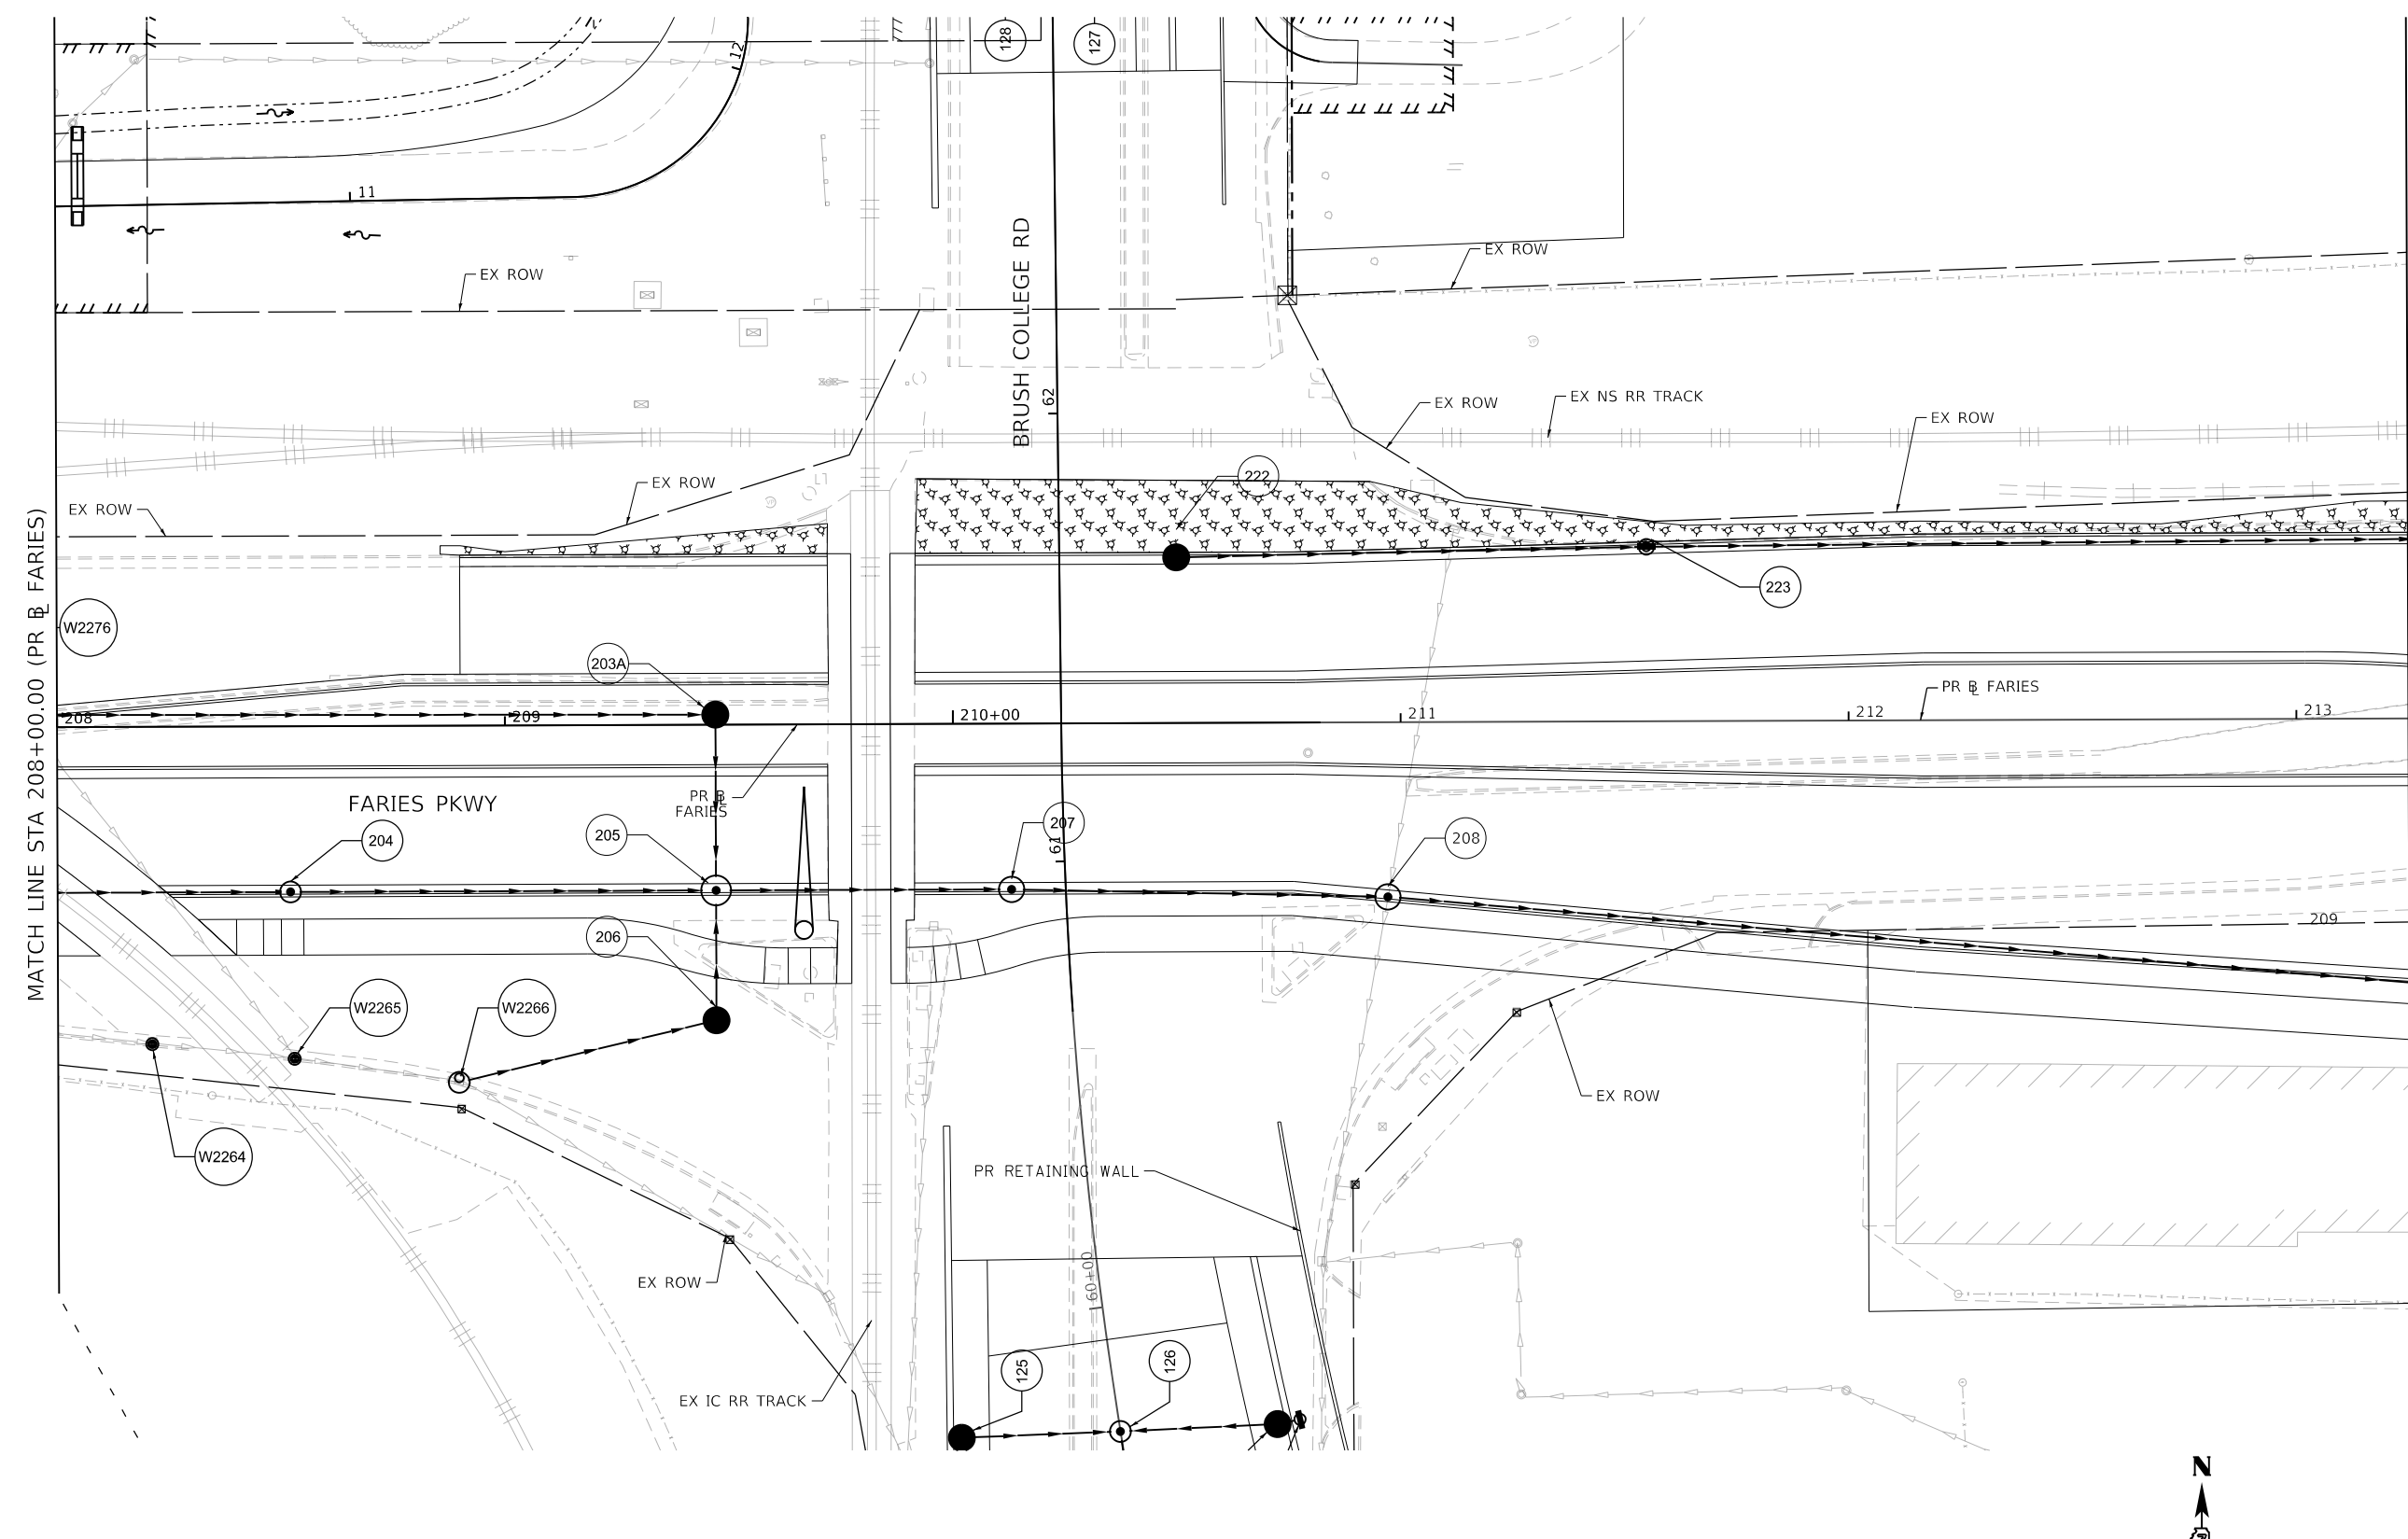 128
127
12
11
EX ROW
EX ROW
BRUSH COLLEGE RD
62
EX ROW
EX NS RR TRACK
EX ROW
EX ROW
EX ROW
222
223
MATCH LINE STA 208+00.00 (PR BL FARIES)
W2276
203A
208
209
210+00
211
212
213
PR BL FARIES
PR BL
FARIES
FARIES PKWY
204
205
207
61
208
206
209
W2265
W2266
W2264
EX ROW
PR RETAINING WALL
EX ROW
60+00
125
126
EX IC RR TRACK
N